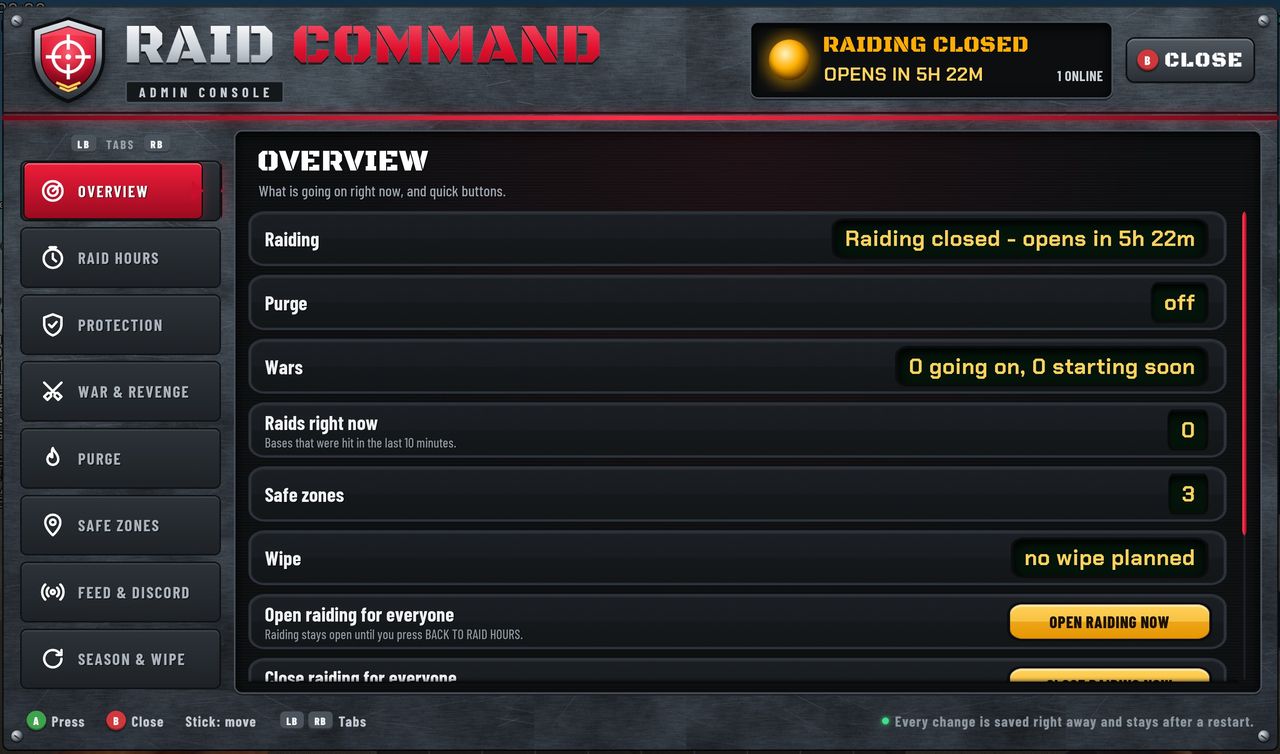 RAID COMMAND
ADMIN CONSOLE
RAIDING CLOSED
OPENS IN 5H 22M
1 ONLINE
B CLOSE
LB TABS RB
OVERVIEW
RAID HOURS
PROTECTION
WAR & REVENGE
PURGE
SAFE ZONES
FEED & DISCORD
SEASON & WIPE
OVERVIEW
What is going on right now, and quick buttons.
Raiding
Raiding closed - opens in 5h 22m
Purge
off
Wars
0 going on, 0 starting soon
Raids right now
Bases that were hit in the last 10 minutes.
0
Safe zones
3
Wipe
no wipe planned
Open raiding for everyone
Raiding stays open until you press BACK TO RAID HOURS.
OPEN RAIDING NOW
Close raiding for everyone
CLOSE RAIDING NOW
A Press B Close Stick: move LB RB Tabs
Every change is saved right away and stays after a restart.